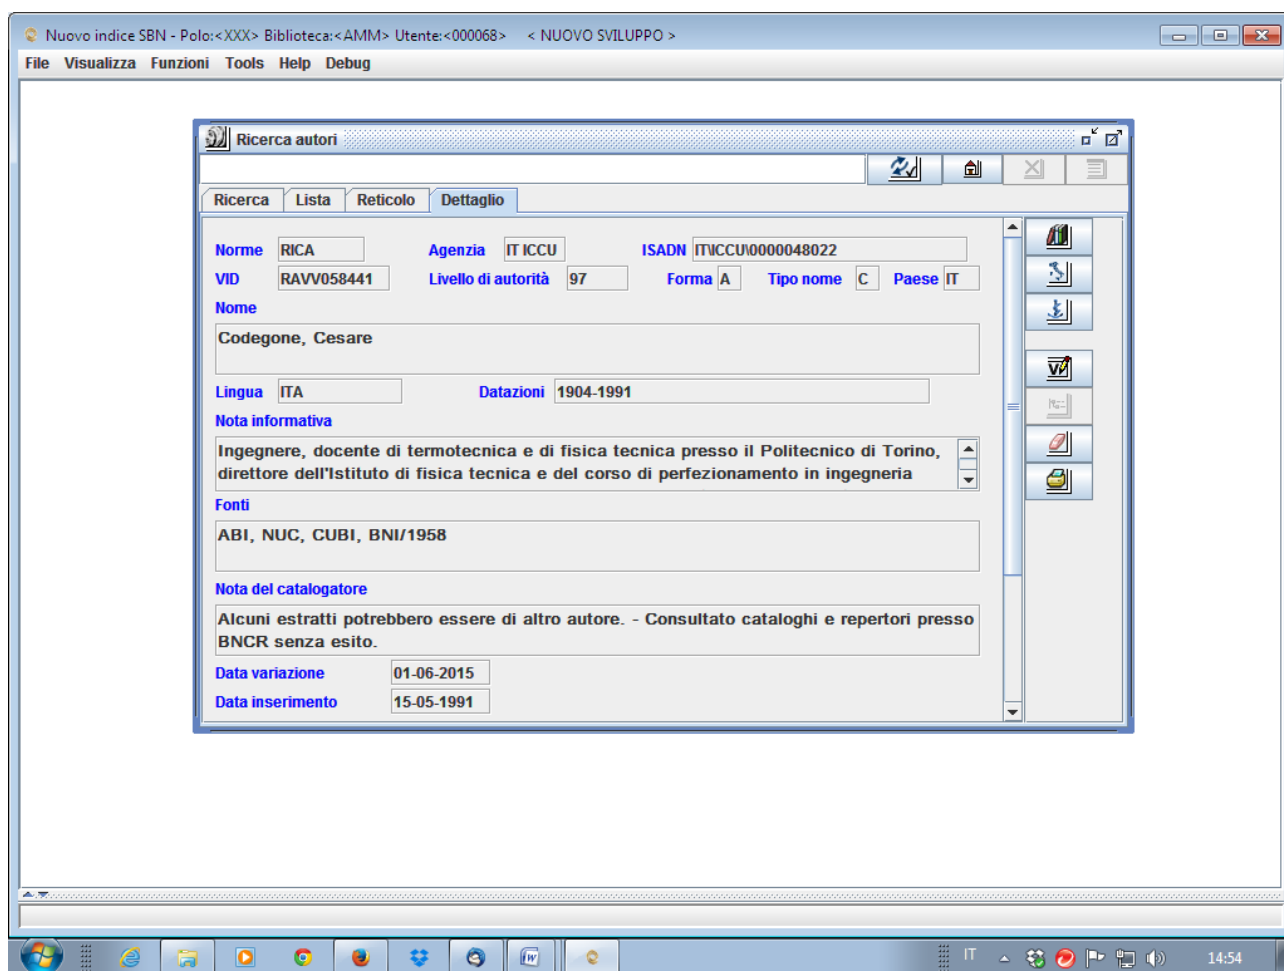 Nuovo indice SBN - Polo:<XXX> Biblioteca:<AMM> Utente:<000068> < NUOVO SVILUPPO >
File Visualizza Funzioni Tools Help Debug
Ricerca autori
Ricerca Lista Reticolo Dettaglio
Norme RICA Agenzia IT ICCU ISADN IT\ICCU\0000048022
VID RAVV058441 Livello di autorità 97 Forma A Tipo nome C Paese IT
Nome
Codegone, Cesare
Lingua ITA Datazioni 1904-1991
Nota informativa
Ingegnere, docente di termotecnica e di fisica tecnica presso il Politecnico di Torino,
direttore dell'Istituto di fisica tecnica e del corso di perfezionamento in ingegneria
Fonti
ABI, NUC, CUBI, BNI/1958
Nota del catalogatore
Alcuni estratti potrebbero essere di altro autore. - Consultato cataloghi e repertori presso
BNCR senza esito.
Data variazione 01-06-2015
Data inserimento 15-05-1991
IT 14:54